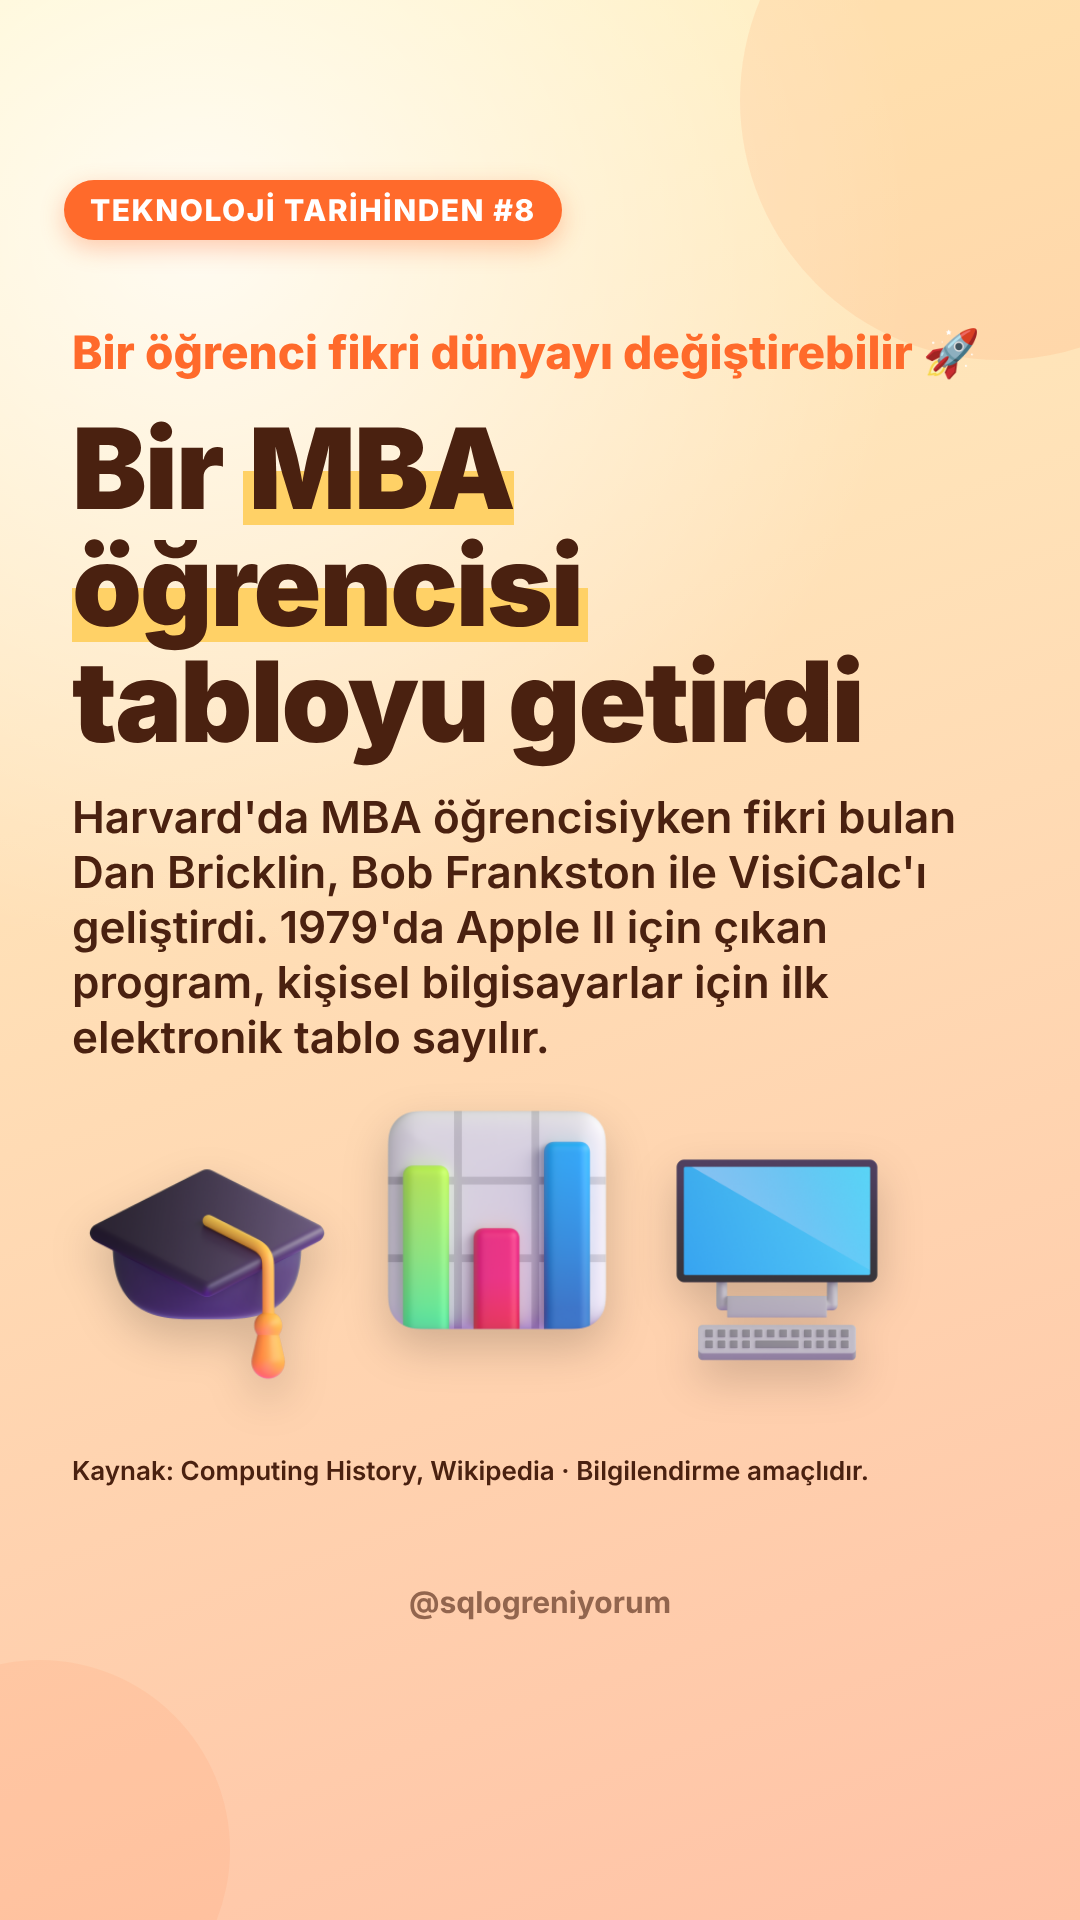 TEKNOLOJİ TARİHİNDEN #8
Bir öğrenci fikri dünyayı değiştirebilir 🚀
Bir MBA
öğrencisi
tabloyu getirdi
Harvard'da MBA öğrencisiyken fikri bulan
Dan Bricklin, Bob Frankston ile VisiCalc'ı
geliştirdi. 1979'da Apple II için çıkan
program, kişisel bilgisayarlar için ilk
elektronik tablo sayılır.
Kaynak: Computing History, Wikipedia · Bilgilendirme amaçlıdır.
@sqlogreniyorum